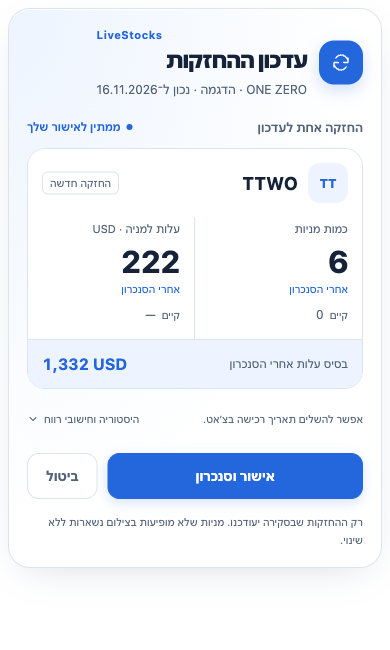 LiveStocks
עדכון ההחזקות
ONE ZERO · הדגמה · נכון ל־16.11.2026
החזקה אחת לעדכון
ממתין לאישור שלך
TT
TTWO
החזקה חדשה
כמות מניות
6
אחרי הסנכרון
קיים 0
עלות למניה · USD
222
אחרי הסנכרון
קיים —
בסיס עלות אחרי הסנכרון
1,332 USD
אפשר להשלים תאריך רכישה בצ'אט.
היסטוריה וחישובי רווח
אישור וסנכרון
ביטול
רק ההחזקות שבסקירה יעודכנו. מניות שלא מופיעות בצילום נשארות ללא
שינוי.